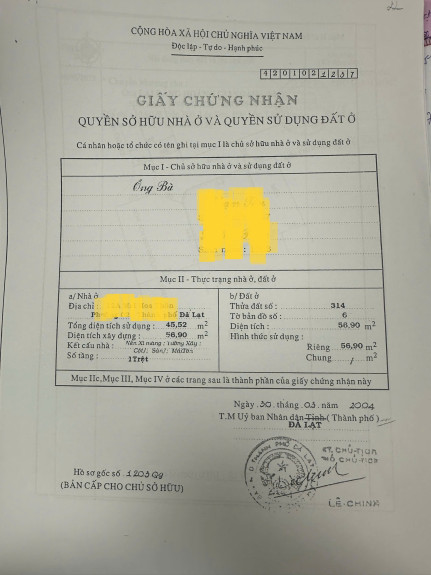 CỘNG HÒA XÃ HỘI CHỦ NGHĨA VIỆT NAM
Độc lập - Tự do - Hạnh phúc
4201021237
GIẤY CHỨNG NHẬN
QUYỀN SỞ HỮU NHÀ Ở VÀ QUYỀN SỬ DỤNG ĐẤT Ở
Cá nhân hoặc tổ chức có tên ghi tại mục I là chủ sở hữu nhà ở và sử dụng đất ở
Mục I - Chủ sở hữu nhà ở và sử dụng đất ở
Ông Bà
Mục II - Thực trạng nhà ở, đất ở
a/ Nhà ở
Địa chỉ :
Đà Lạt
Tổng diện tích sử dụng : 45,52 m2
Diện tích xây dựng : 56,90 m2
Kết cấu nhà : Nền Xi măng ; Tường Xây ;
Số tầng : 1Trệt
b/ Đất ở
Thửa đất số : 314
Tờ bản đồ số : 6
Diện tích : 56,90 m2
Hình thức sử dụng :
Riêng 56,90 m2
Chung / m2
Mục IIc, Mục III, Mục IV ở các trang sau là thành phần của giấy chứng nhận này
Ngày 30 tháng 03 năm 2004
T.M Uỷ ban Nhân dân Tỉnh ( Thành phố )
ĐÀ LẠT
KT. CHỦ TỊCH
PHÓ CHỦ TỊCH
Hồ sơ gốc số 1203
(BẢN CẤP CHO CHỦ SỞ HỮU)